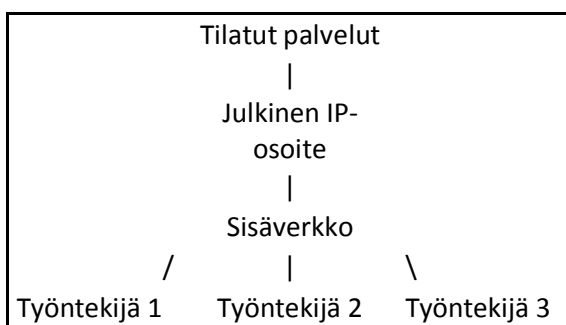 Tilatut palvelut
|
Julkinen IP-
osoite
|
Sisäverkko
/ | \
Työntekijä 1 Työntekijä 2 Työntekijä 3